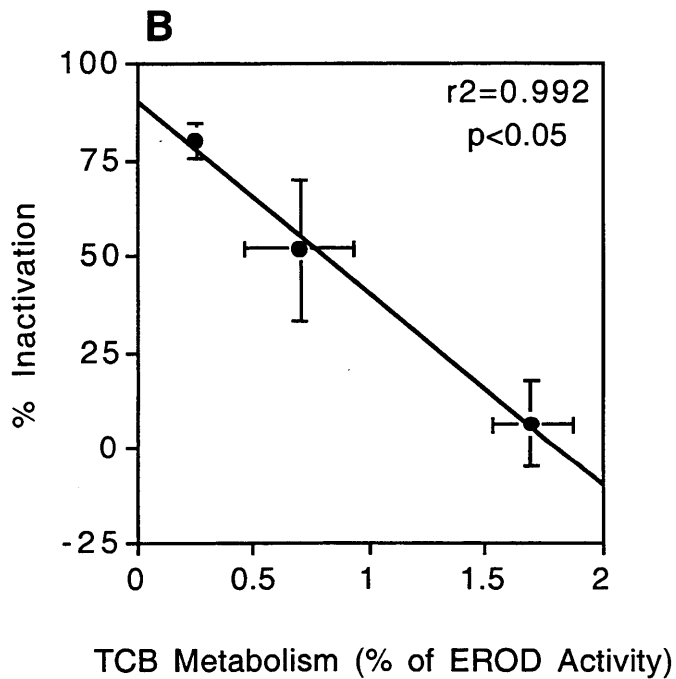 B
100
75
50
25
0
-25
% Inactivation
r2=0.992
p<0.05
0 0.5 1 1.5 2
TCB Metabolism (% of EROD Activity)